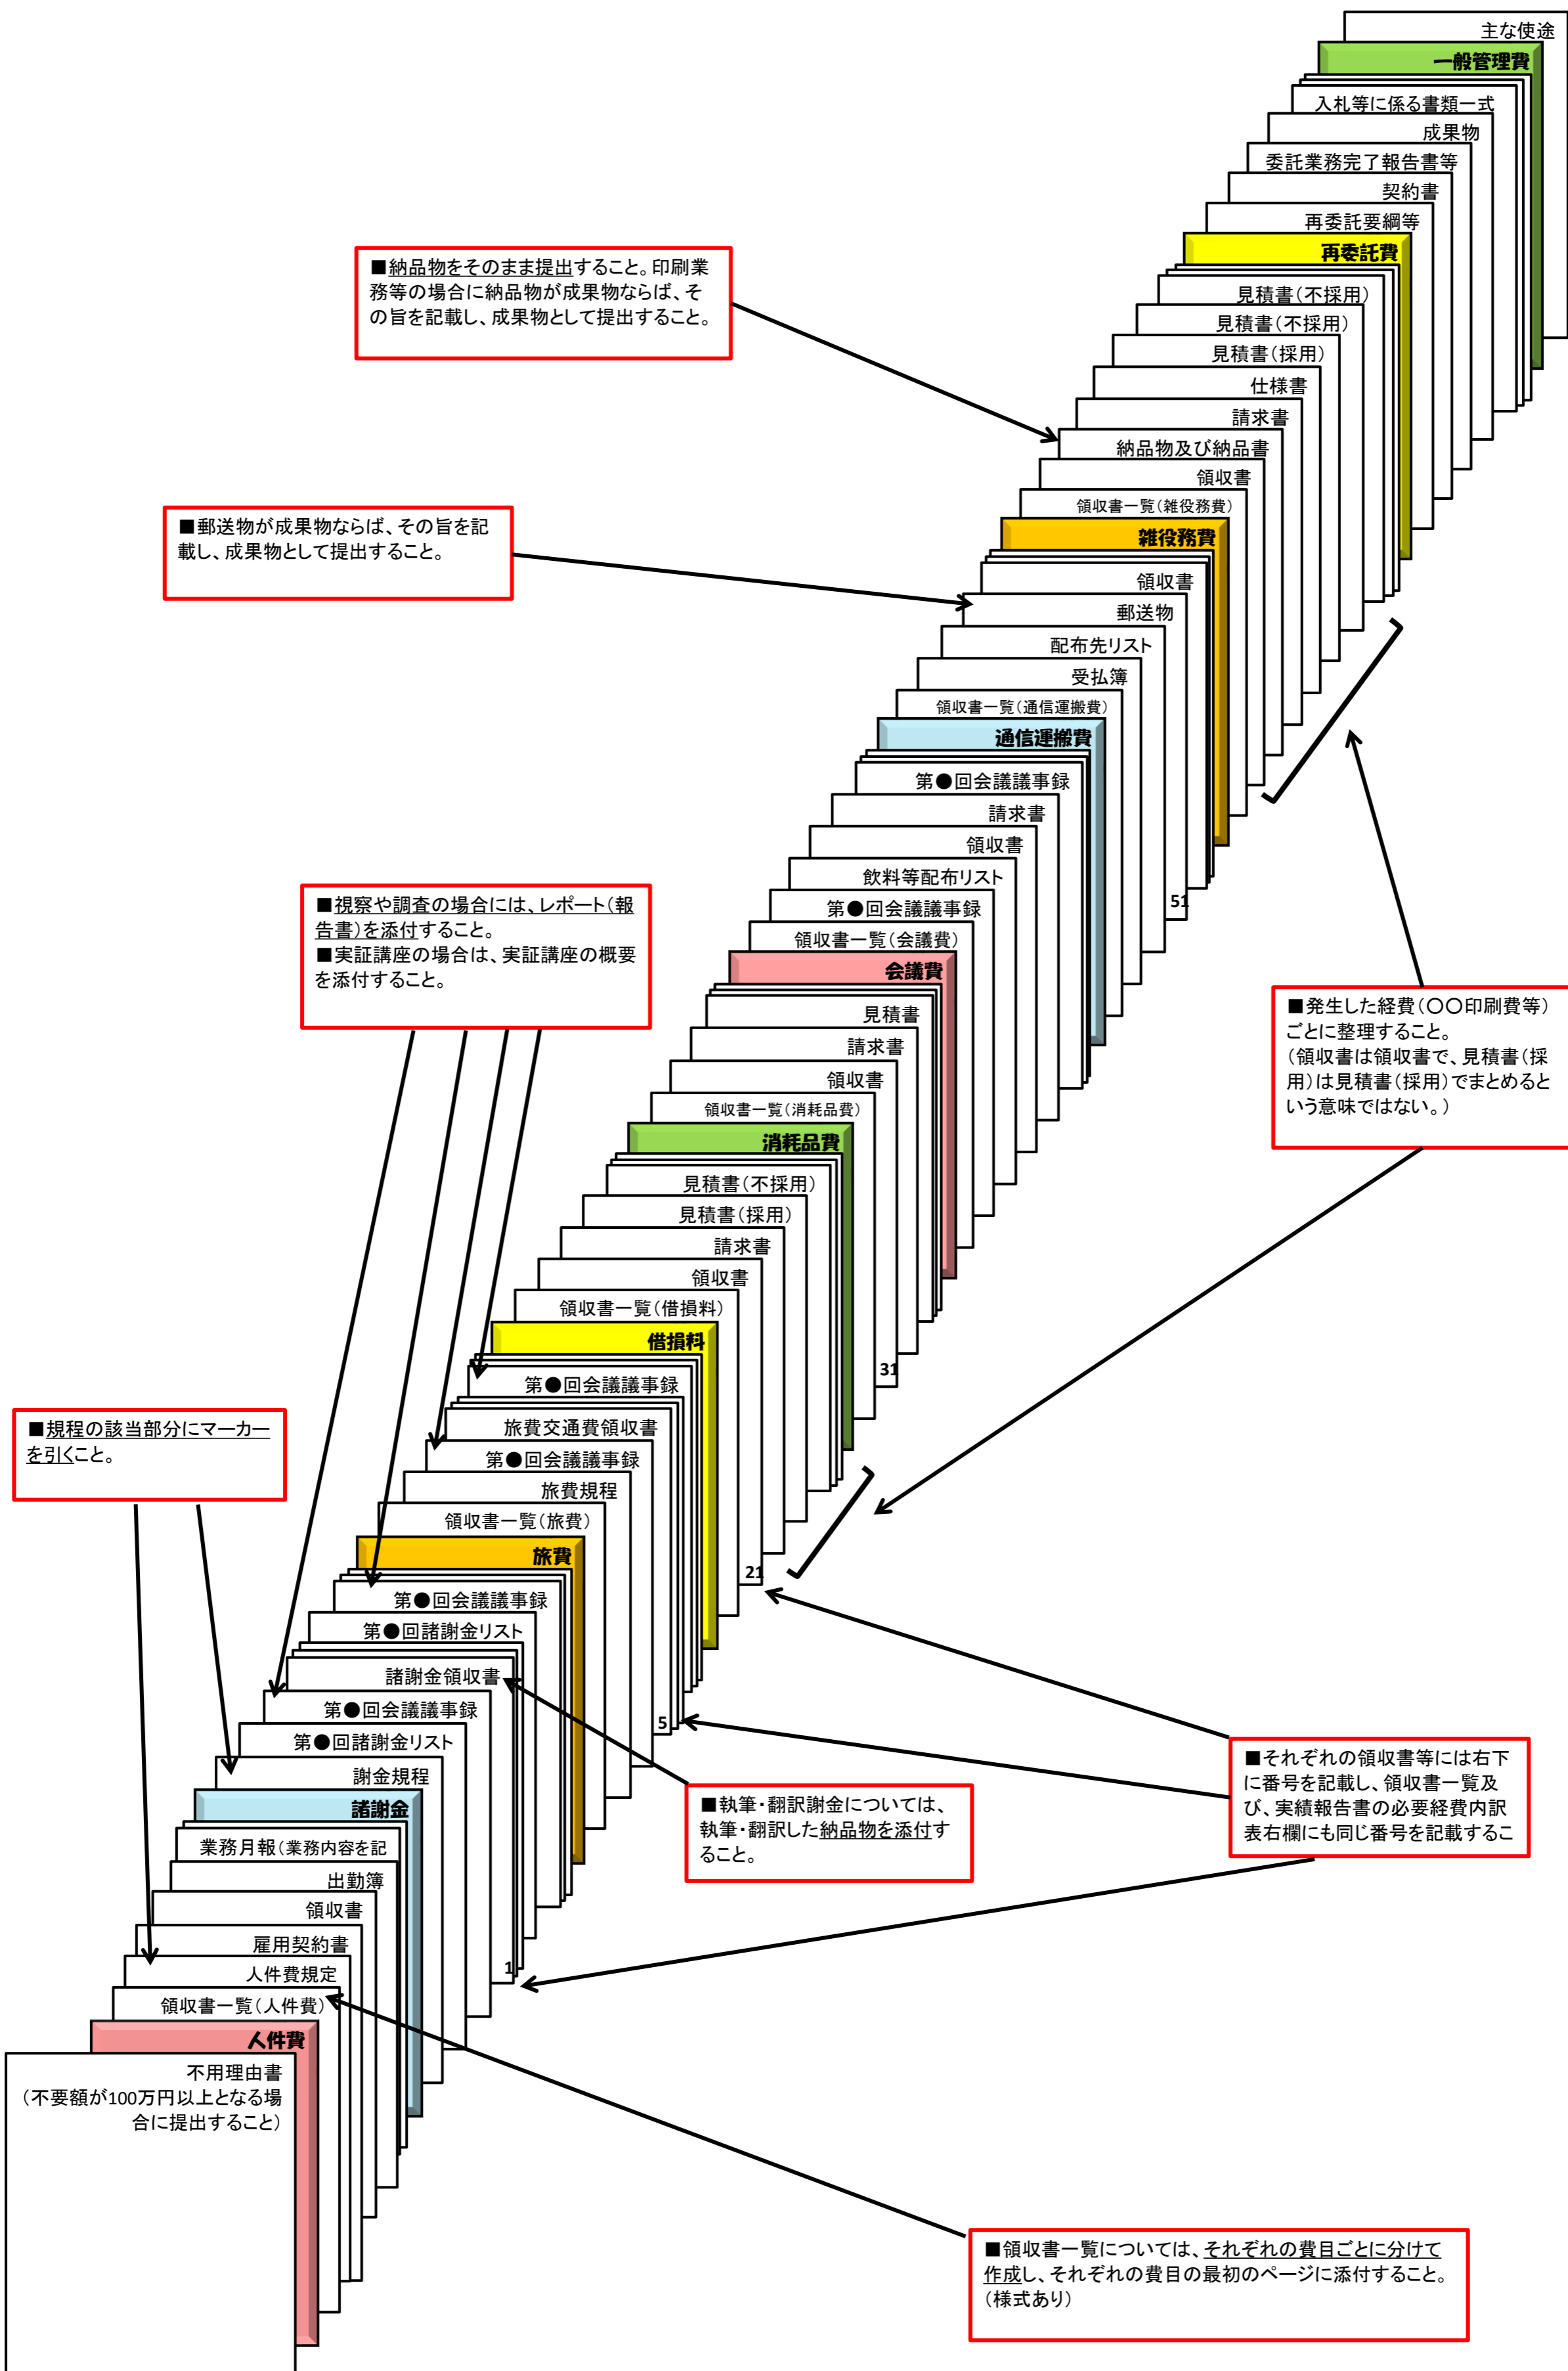 主な使途
一般管理費
入札等に係る書類一式
成果物
委託業務完了報告書等
契約書
再委託要綱等
再委託費
■納品物をそのまま提出すること。印刷業
務等の場合に納品物が成果物ならば、そ
の旨を記載し、成果物として提出すること。
見積書(不採用)
見積書(不採用)
見積書(採用)
仕様書
請求書
納品物及び納品書
領収書
領収書一覧(雑役務費)
■郵送物が成果物ならば、その旨を記
載し、成果物として提出すること。
雑役務費
領収書
郵送物
配布先リスト
受払簿
領収書一覧(通信運搬費)
通信運搬費
第●回会議議事録
請求書
領収書
飲料等配布リスト
51
■視察や調査の場合には、レポート(報
告書)を添付すること。
■実証講座の場合は、実証講座の概要
を添付すること。
第●回会議議事録
領収書一覧(会議費)
会議費
■発生した経費(〇〇印刷費等)
ごとに整理すること。
(領収書は領収書で、見積書(採
用)は見積書(採用)でまとめると
いう意味ではない。)
見積書
請求書
領収書
領収書一覧(消耗品費)
消耗品費
見積書(不採用)
見積書(採用)
請求書
領収書
領収書一覧(借損料)
借損料
31
第●回会議議事録
旅費交通費領収書
■規程の該当部分にマーカー
を引くこと。
第●回会議議事録
旅費規程
領収書一覧(旅費)
旅費
21
第●回会議議事録
第●回諸謝金リスト
諸謝金領収書
第●回会議議事録
5
第●回諸謝金リスト
謝金規程
■それぞれの領収書等には右下
に番号を記載し、領収書一覧及
び、実績報告書の必要経費内訳
表右欄にも同じ番号を記載するこ
諸謝金
■執筆・翻訳謝金については、
執筆・翻訳した納品物を添付す
ること。
業務月報(業務内容を記
出勤簿
領収書
雇用契約書
1
人件費規定
領収書一覧(人件費)
人件費
不用理由書
(不要額が100万円以上となる場
合に提出すること)
■領収書一覧については、それぞれの費目ごとに分けて
作成し、それぞれの費目の最初のページに添付すること。
(様式あり)